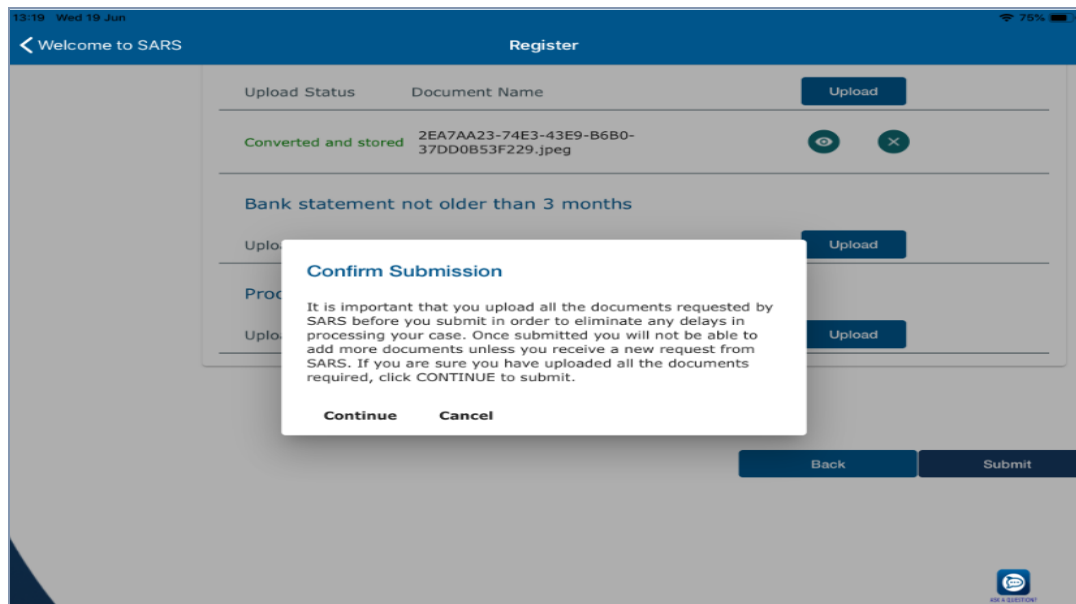 13:19 Wed 19 Jun
75%
Welcome to SARS
Register
Upload Status Document Name Upload
Converted and stored 2EA7AA23-74E3-43E9-B6B0-
37DD0B53F229.jpeg
Bank statement not older than 3 months
Uplo Upload
Confirm Submission
Proc
It is important that you upload all the documents requested by
SARS before you submit in order to eliminate any delays in
Uplo Upload
processing your case. Once submitted you will not be able to
add more documents unless you receive a new request from
SARS. If you are sure you have uploaded all the documents
required, click CONTINUE to submit.
Continue Cancel
Back Submit
ASK A QUESTION?